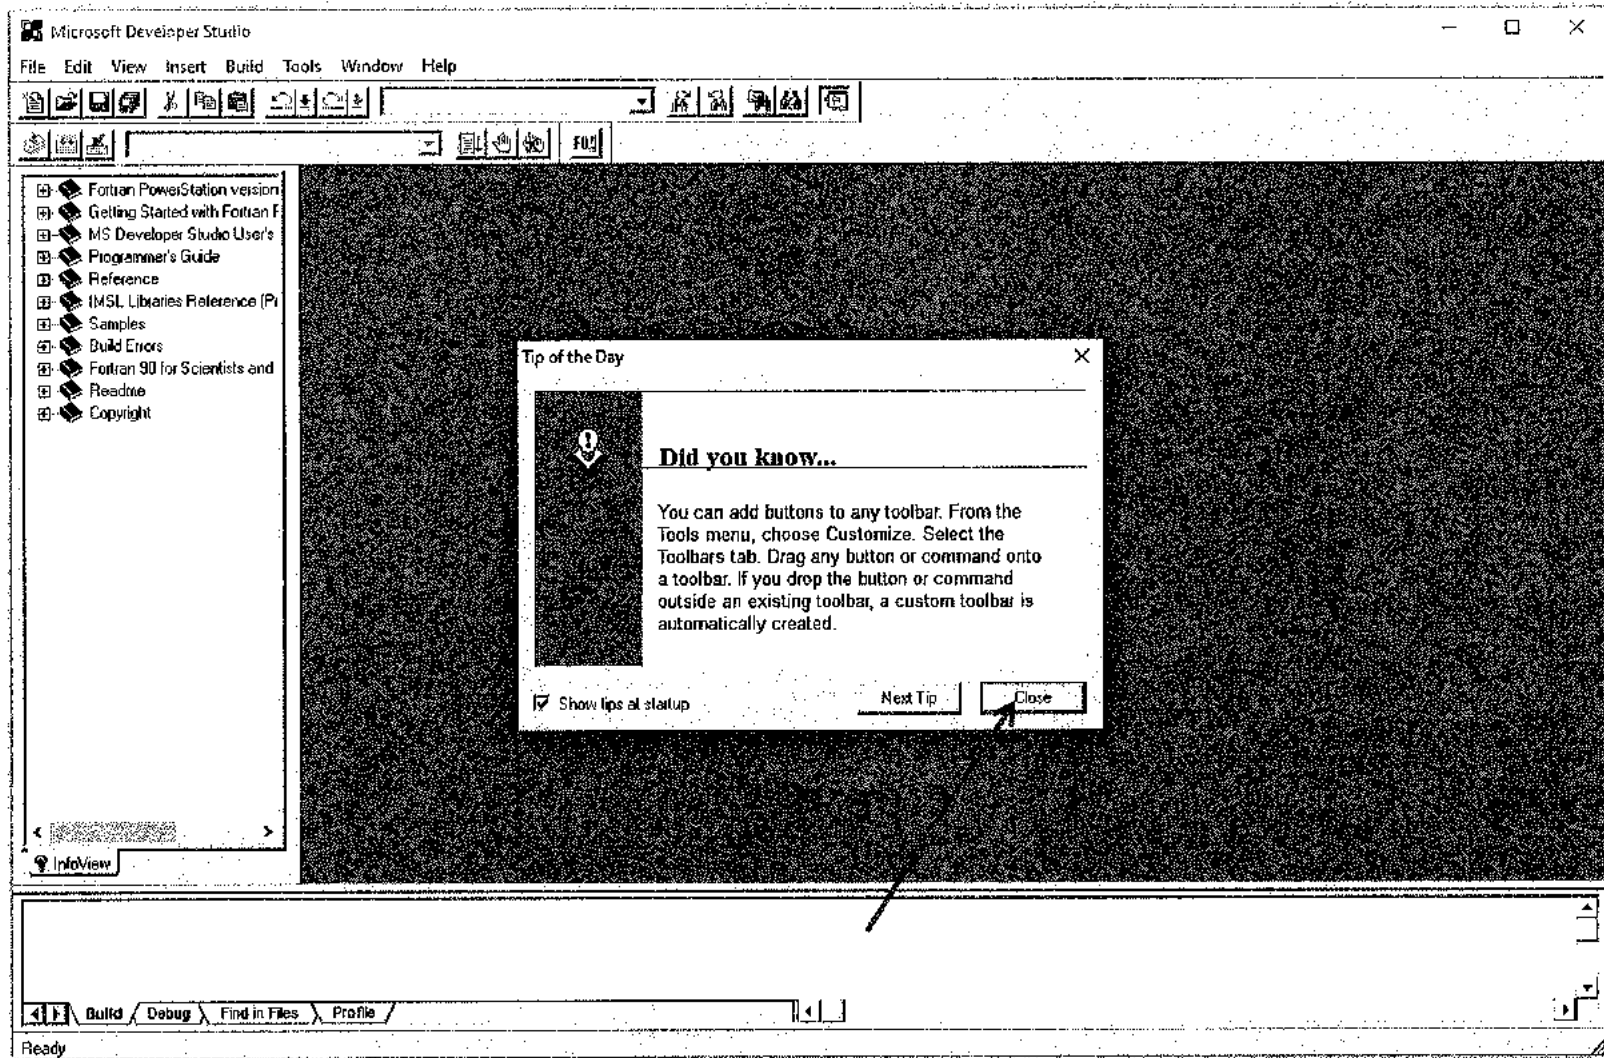 Microsoft Developer Studio
File Edit View Insert Build Tools Window Help
Fortran PowerStation version
Getting Started with Fortran P
MS Developer Studio User's
Programmer's Guide
Reference
IMSL Libraries Reference (Pr
Samples
Build Errors
Fortran 90 for Scientists and
Readme
Copyright
InfoView
Tip of the Day
Did you know...
You can add buttons to any toolbar. From the
Tools menu, choose Customize. Select the
Toolbars tab. Drag any button or command onto
a toolbar. If you drop the button or command
outside an existing toolbar, a custom toolbar is
automatically created.
Show tips at startup
Next Tip
Close
Build Debug Find in Files Profile
Ready